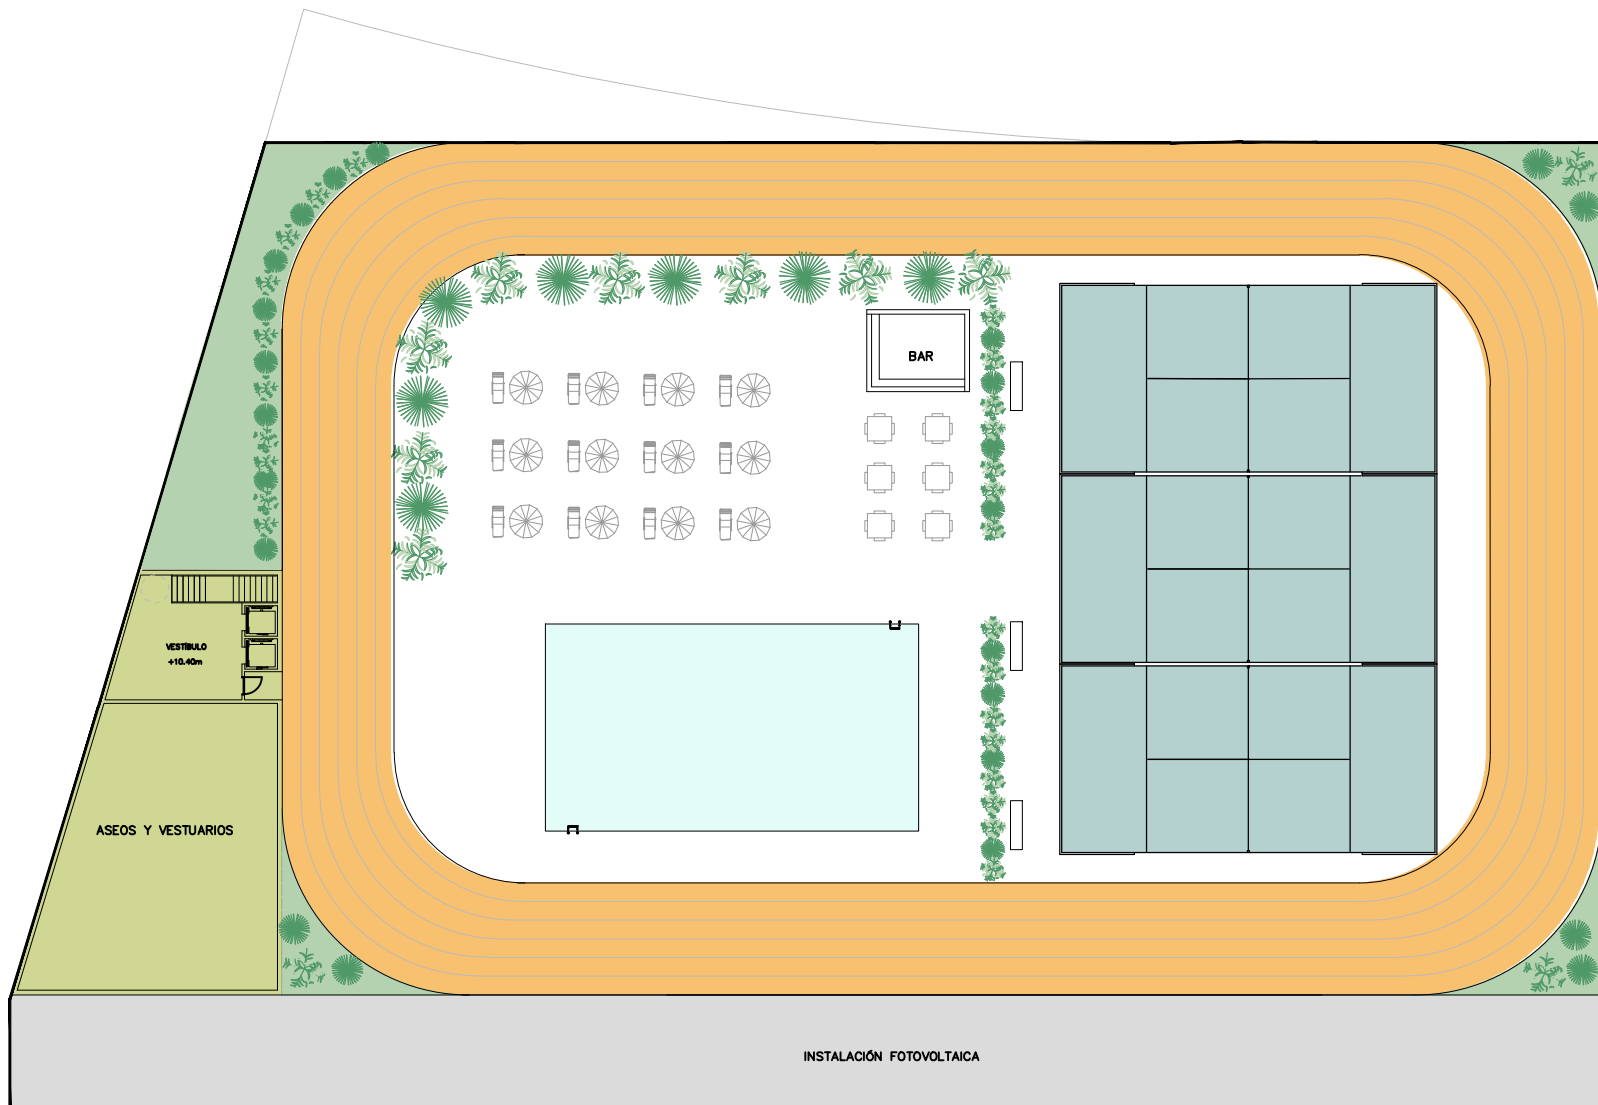 BAR
VESTÍBULO
+10.40m
ASEOS Y VESTUARIOS
INSTALACIÓN FOTOVOLTAICA